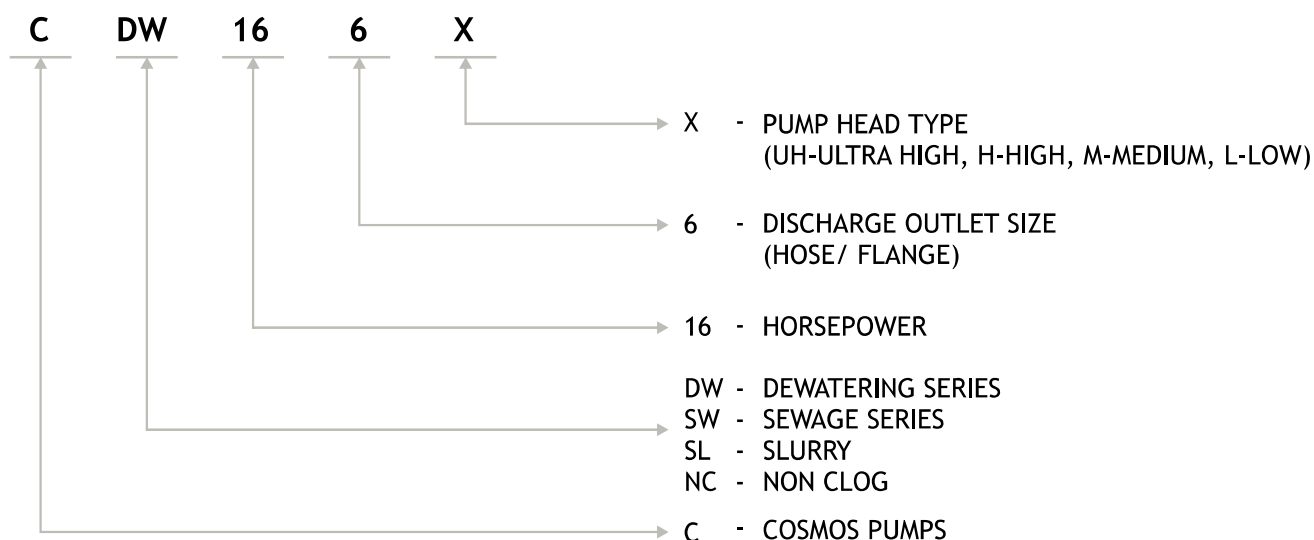 C DW 16 6 X
X - PUMP HEAD TYPE
(UH-ULTRA HIGH, H-HIGH, M-MEDIUM, L-LOW)
6 - DISCHARGE OUTLET SIZE
(HOSE/ FLANGE)
16 - HORSEPOWER
DW - DEWATERING SERIES
SW - SEWAGE SERIES
SL - SLURRY
NC - NON CLOG
C - COSMOS PUMPS